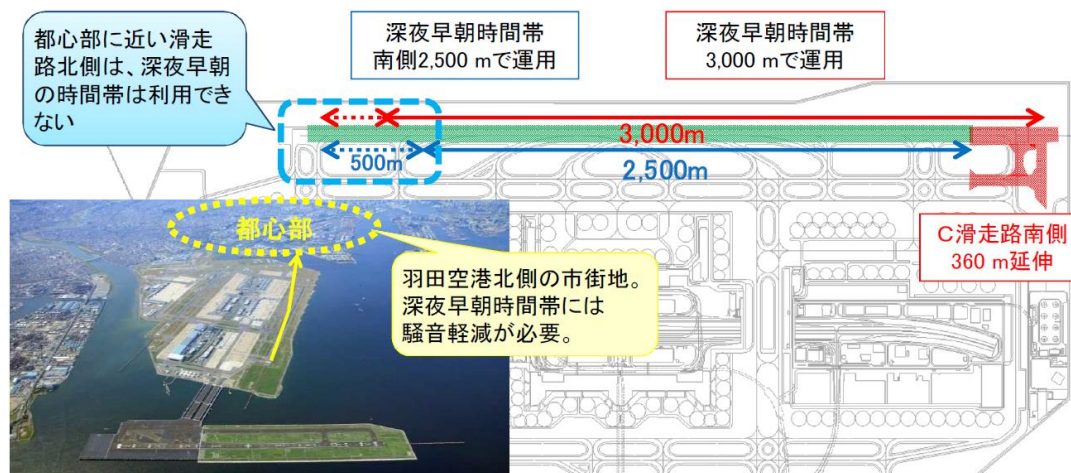 都心部に近い滑走
路北側は、深夜早朝
の時間帯は利用でき
ない
深夜早朝時間帯
南側2,500 mで運用
深夜早朝時間帯
3,000 mで運用
3,000m
500m
2,500m
C滑走路南側
360 m延伸
都心部
羽田空港北側の市街地。
深夜早朝時間帯には
騒音軽減が必要。